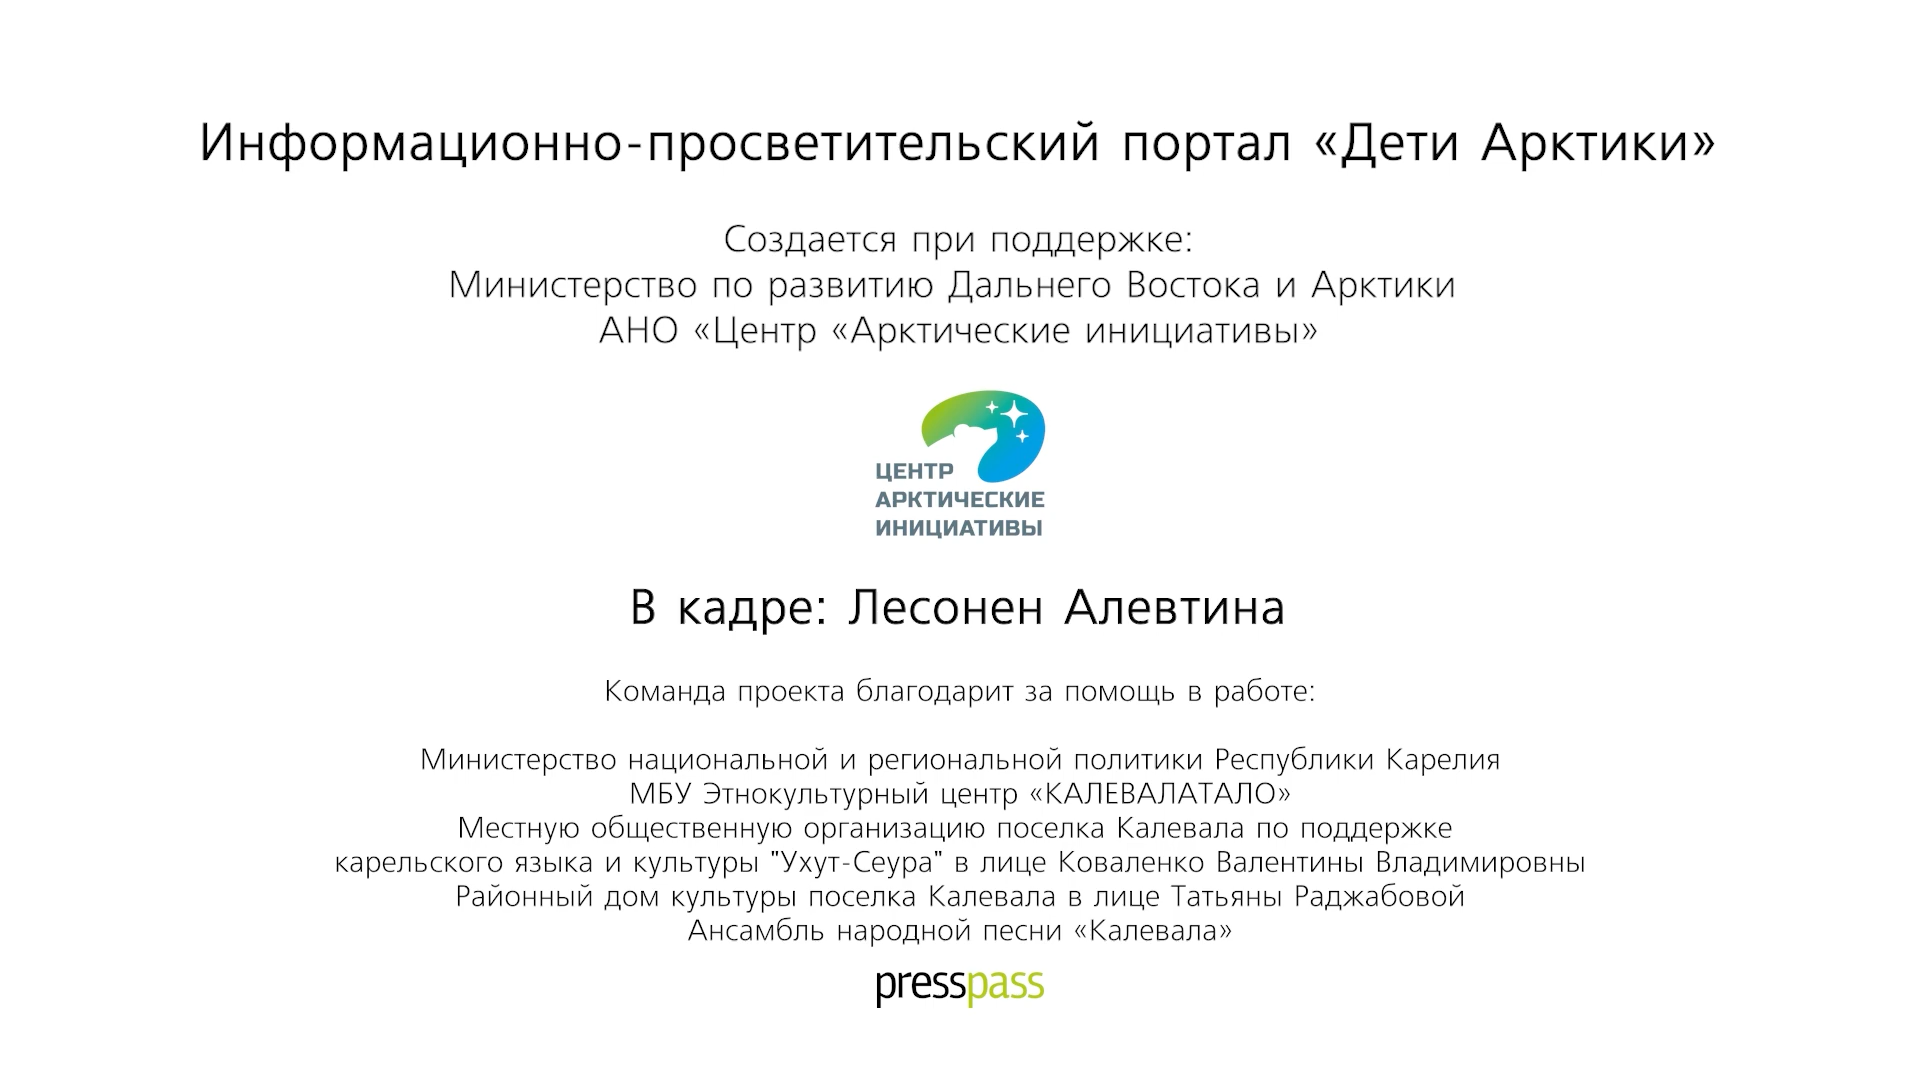 Информационно-просветительский портал «Дети Арктики»
Создается при поддержке:
Министерство по развитию Дальнего Востока и Арктики
АНО «Центр «Арктические инициативы»
ЦЕНТР
АРКТИЧЕСКИЕ
ИНИЦИАТИВЫ
В кадре: Лесонен Алевтина
Команда проекта благодарит за помощь в работе:
Министерство национальной и региональной политики Республики Карелия
МБУ Этнокультурный центр «КАЛЕВАЛАТАЛО»
Местную общественную организацию поселка Калевала по поддержке
карельского языка и культуры "Ухут-Сеура" в лице Коваленко Валентины Владимировны
Районный дом культуры поселка Калевала в лице Татьяны Раджабовой
Ансамбль народной песни «Калевала»
presspass